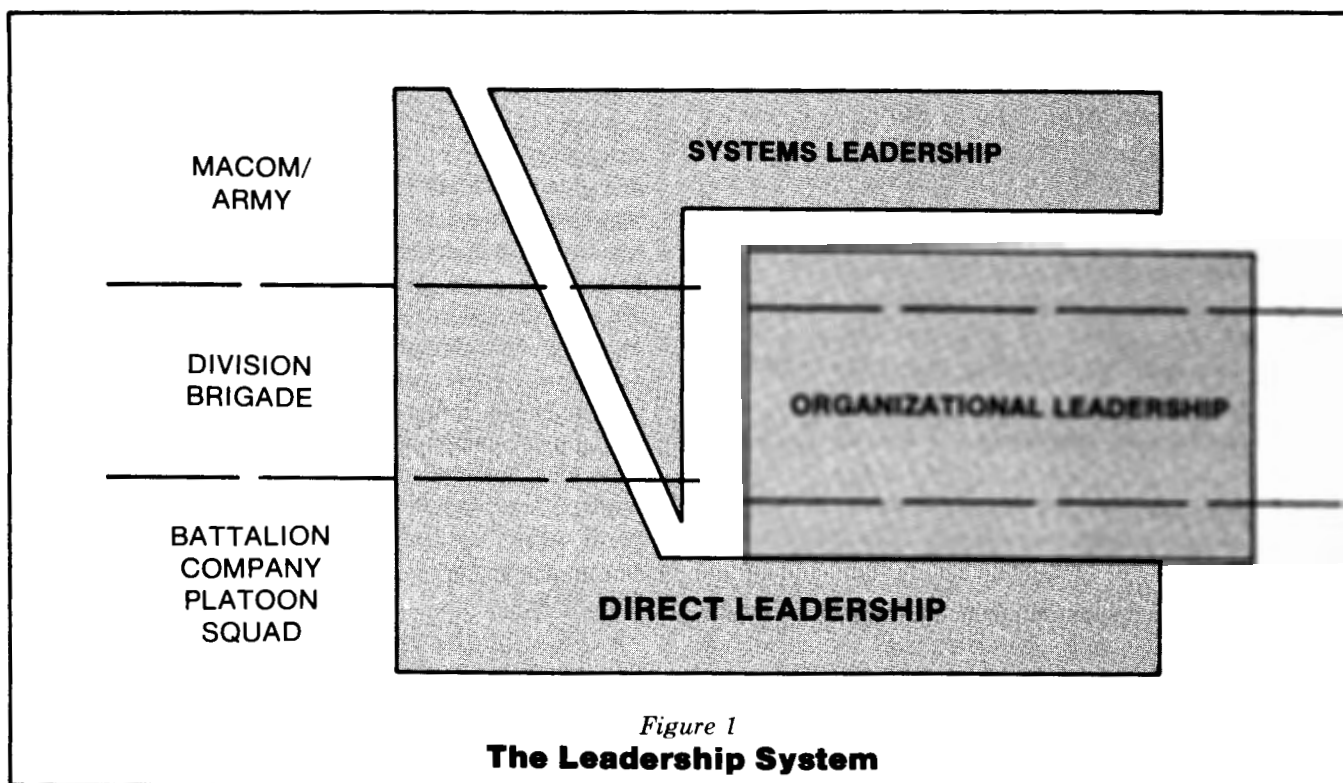 MACOM/
ARMY
SYSTEMS LEADERSHIP
DIVISION
BRIGADE
ORGANIZATIONAL LEADERSHIP
BATTALION
COMPANY
PLATOON
SQUAD
DIRECT LEADERSHIP
Figure 1
The Leadership System